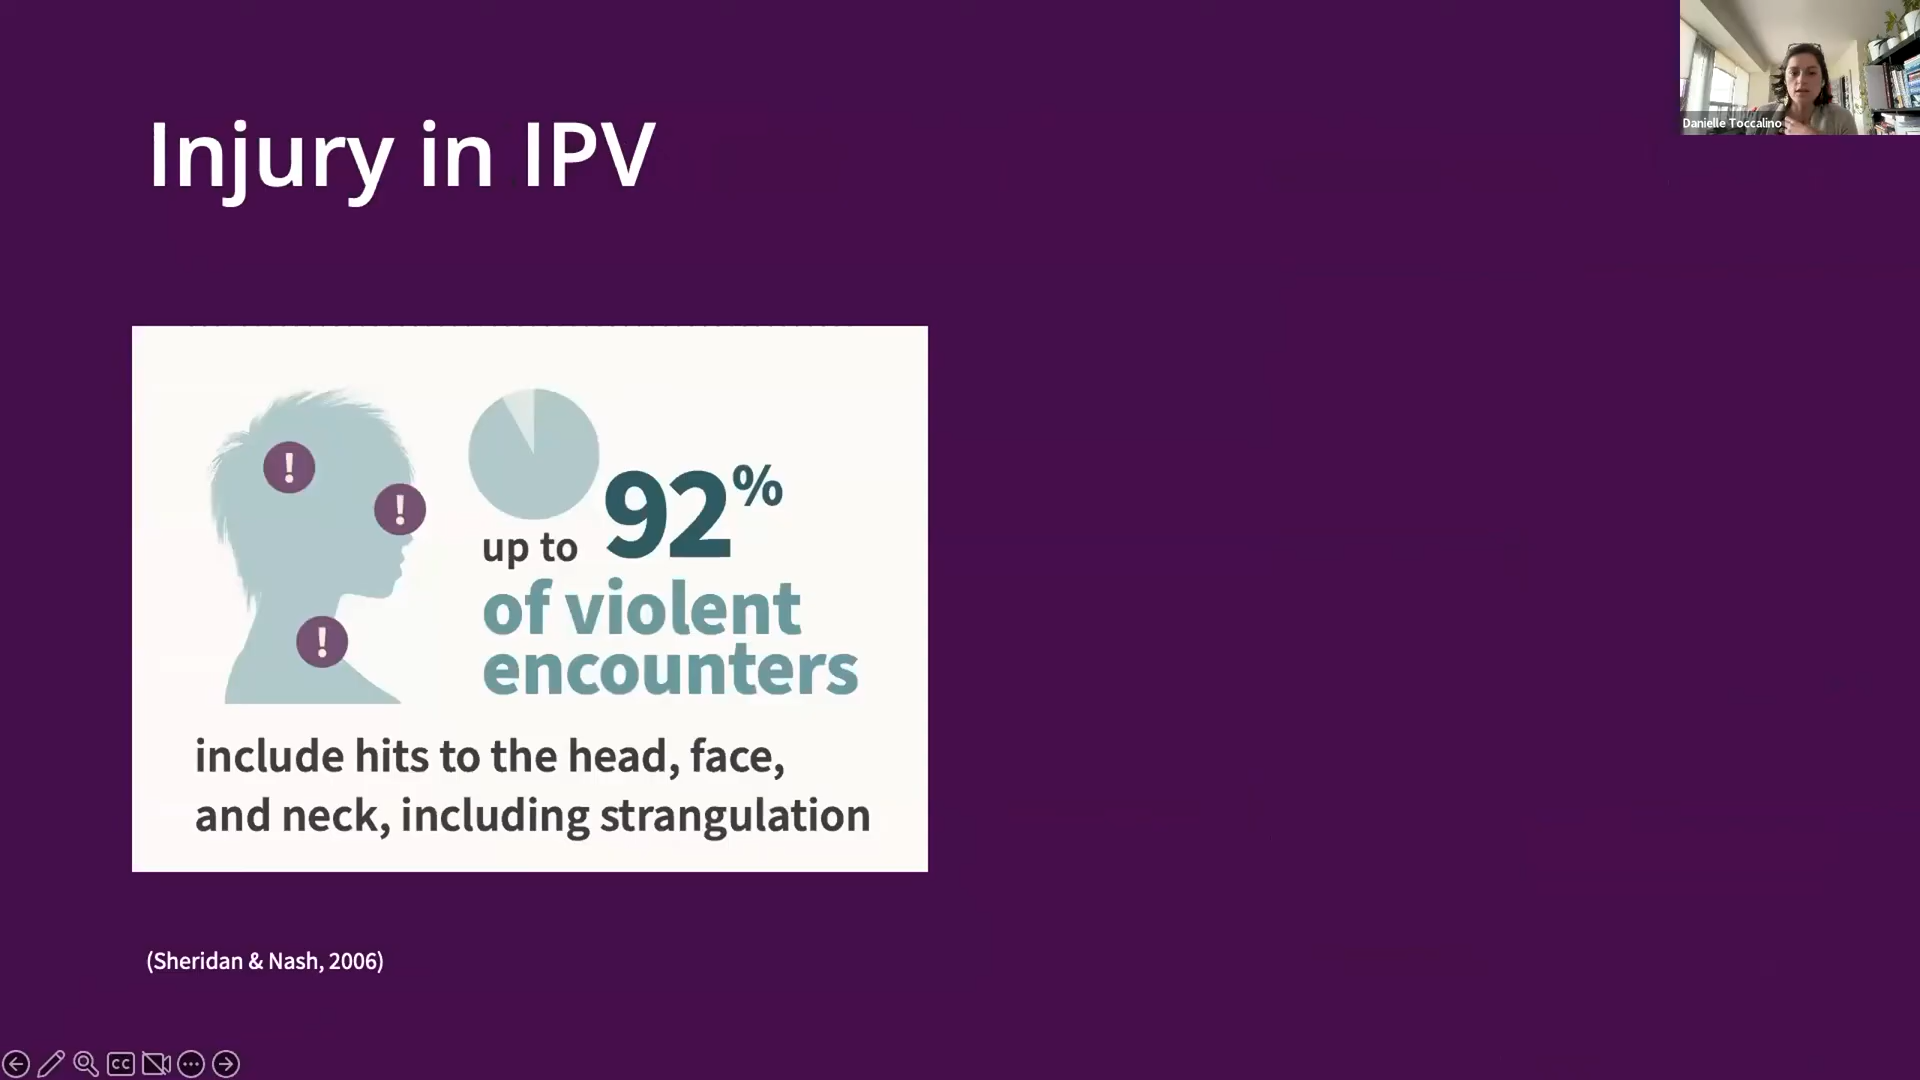 Injury in IPV
Danielle Toccalino
!
!
!
up to 92%
of violent
encounters
include hits to the head, face,
and neck, including strangulation
(Sheridan & Nash, 2006)
CC